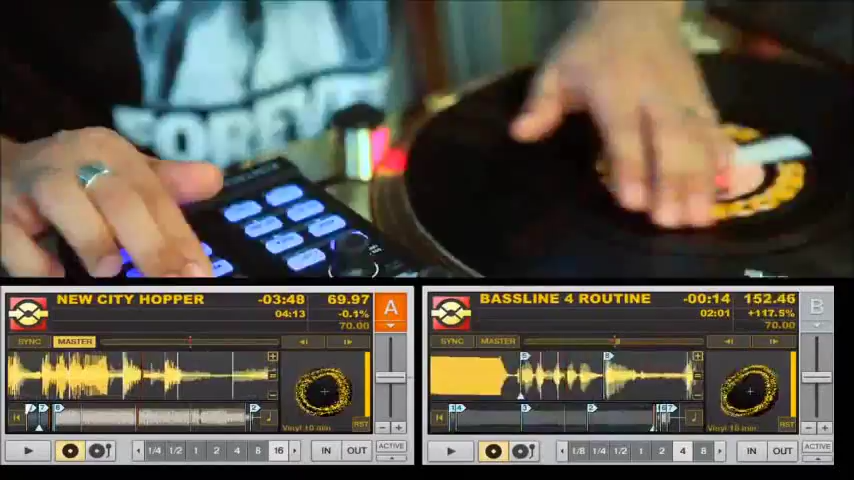 FOREVER
NEW CITY HOPPER -03:48 69.97
04:13 -0.1%
70.00
A
SYNC MASTER
RST
Vinyl 10 min
1/4 1/2 1 2 4 8 16 IN OUT ACTIVE
BASSLINE 4 ROUTINE -00:14 152.46
02:01 +117.5%
70.00
B
SYNC MASTER
RST
Vinyl 10 min
1/8 1/4 1/2 1 2 4 8 IN OUT ACTIVE